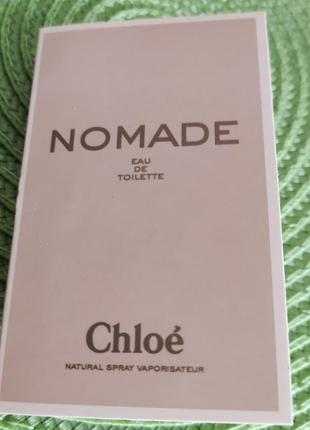 NOMADE
EAU
DE
TOILETTE
Chloé
NATURAL SPRAY VAPORISATEUR